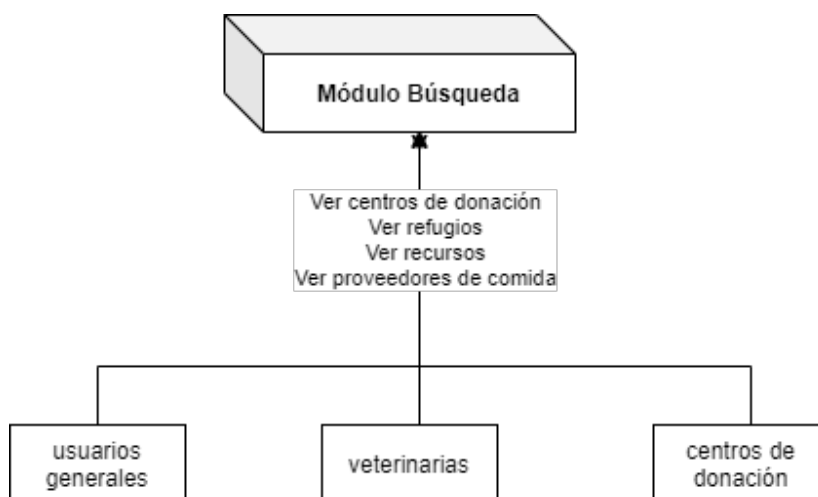 Módulo Búsqueda
Ver centros de donación
Ver refugios
Ver recursos
Ver proveedores de comida
usuarios
generales
veterinarias
centros de
donación